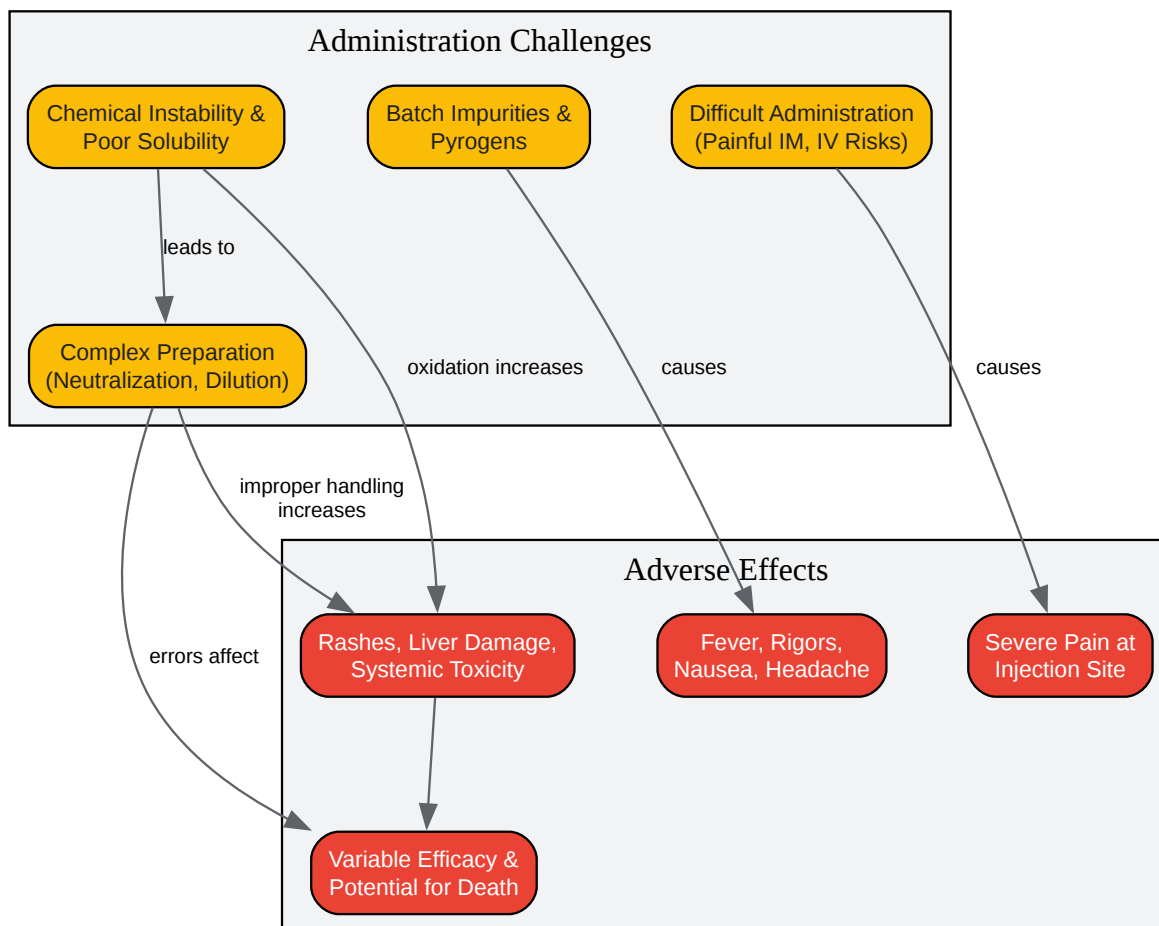 Administration Challenges
Chemical Instability &
Poor Solubility
Batch Impurities &
Pyrogens
Difficult Administration
(Painful IM, IV Risks)
leads to
Complex Preparation
(Neutralization, Dilution)
oxidation increases
causes
causes
improper handling
increases
Adverse Effects
Rashes, Liver Damage,
Systemic Toxicity
Fever, Rigors,
Nausea, Headache
Severe Pain at
Injection Site
errors affect
Variable Efficacy &
Potential for Death